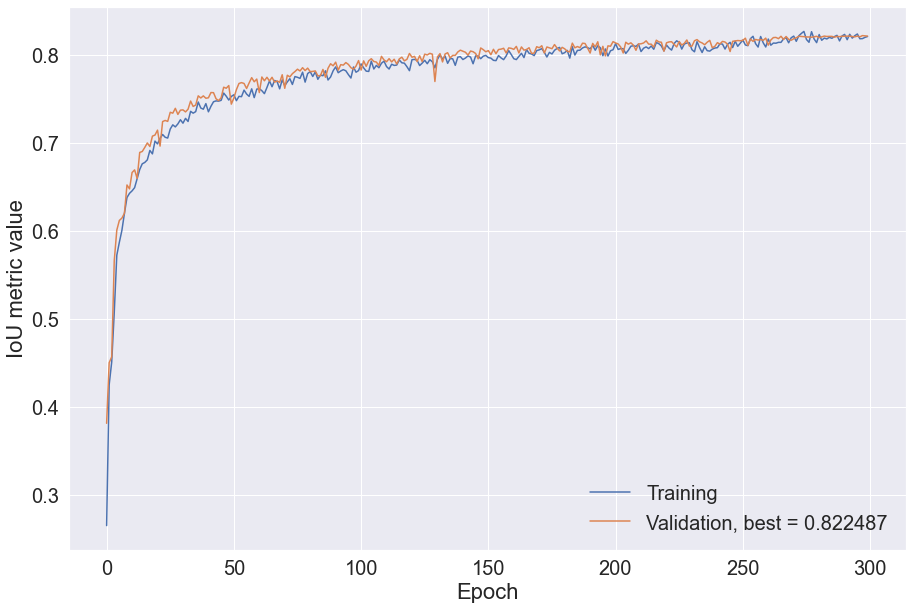 IoU metric value
0.8
0.7
0.6
0.5
0.4
0.3
Training
Validation, best = 0.822487
0 50 100 150 200 250 300
Epoch